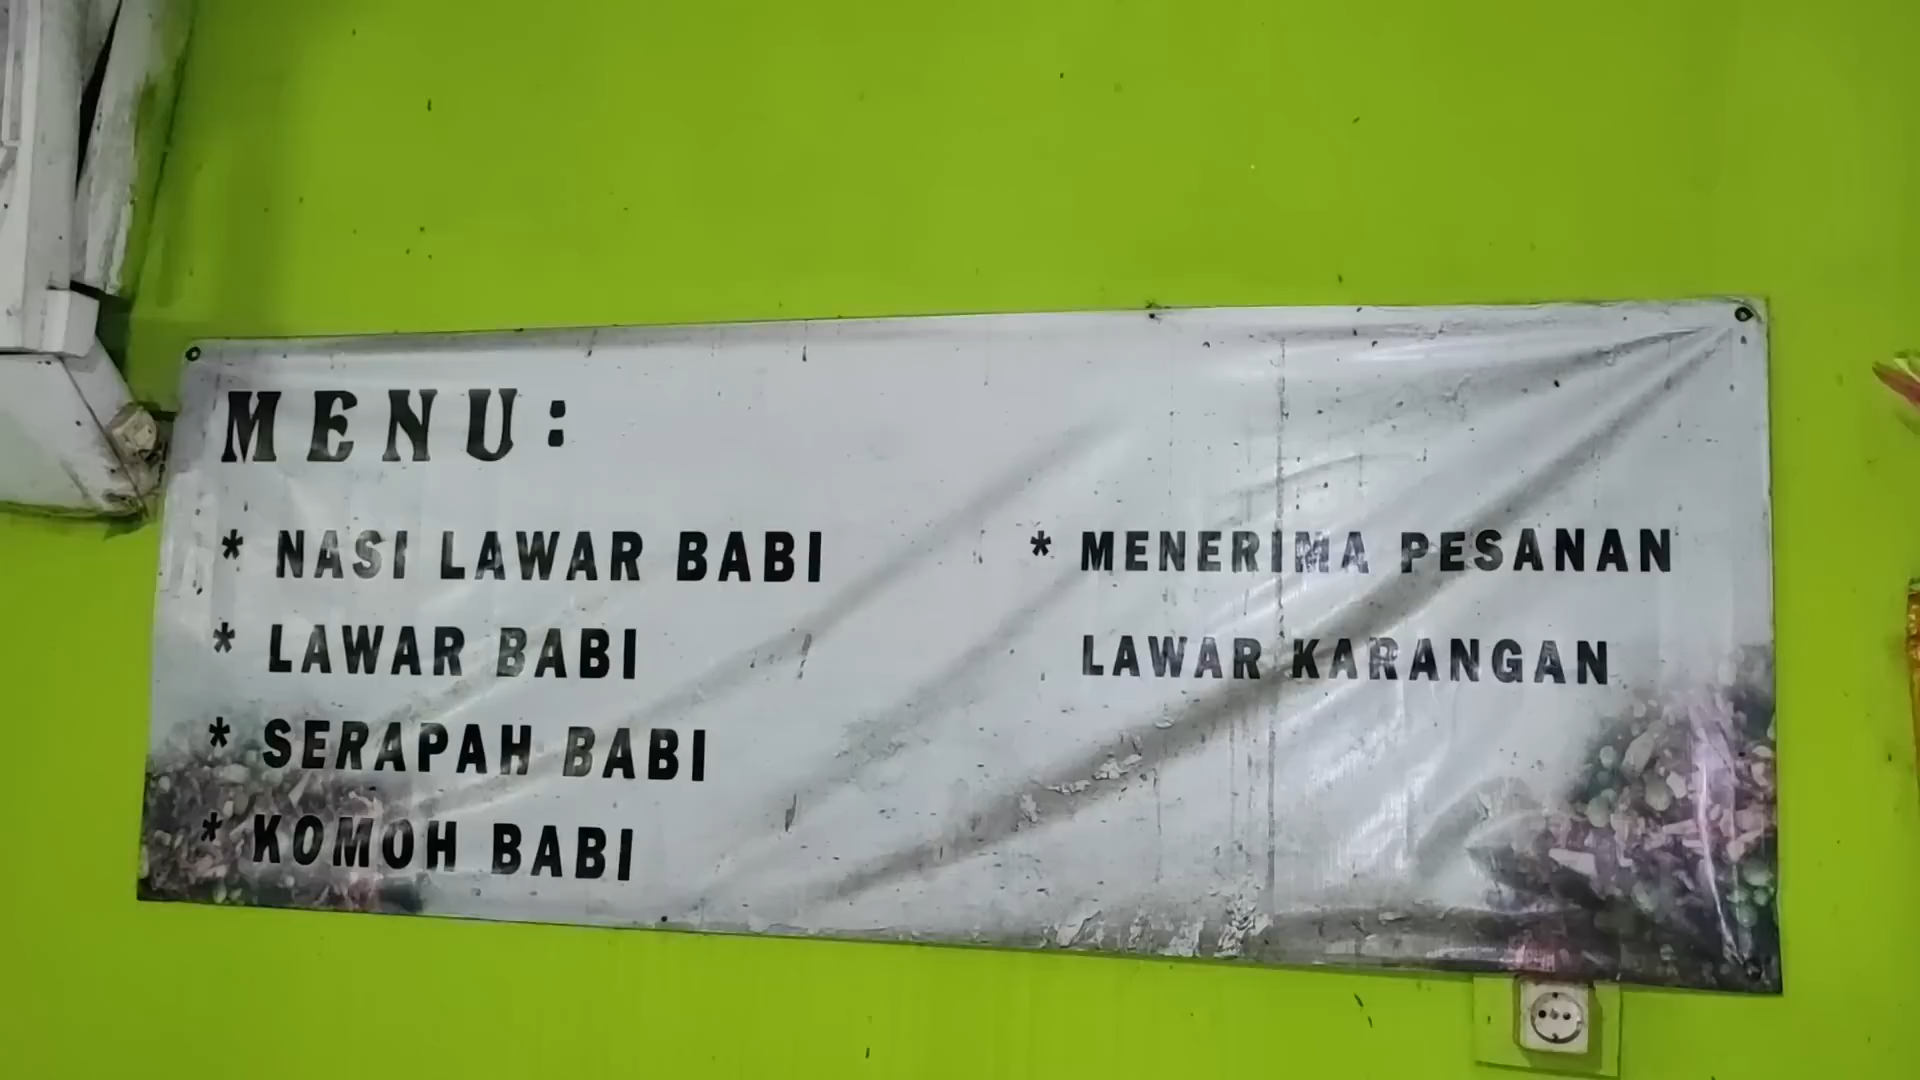 MENU:
* NASI LAWAR BABI
* LAWAR BABI
* SERAPAH BABI
* KOMOH BABI
* MENERIMA PESANAN
LAWAR KARANGAN